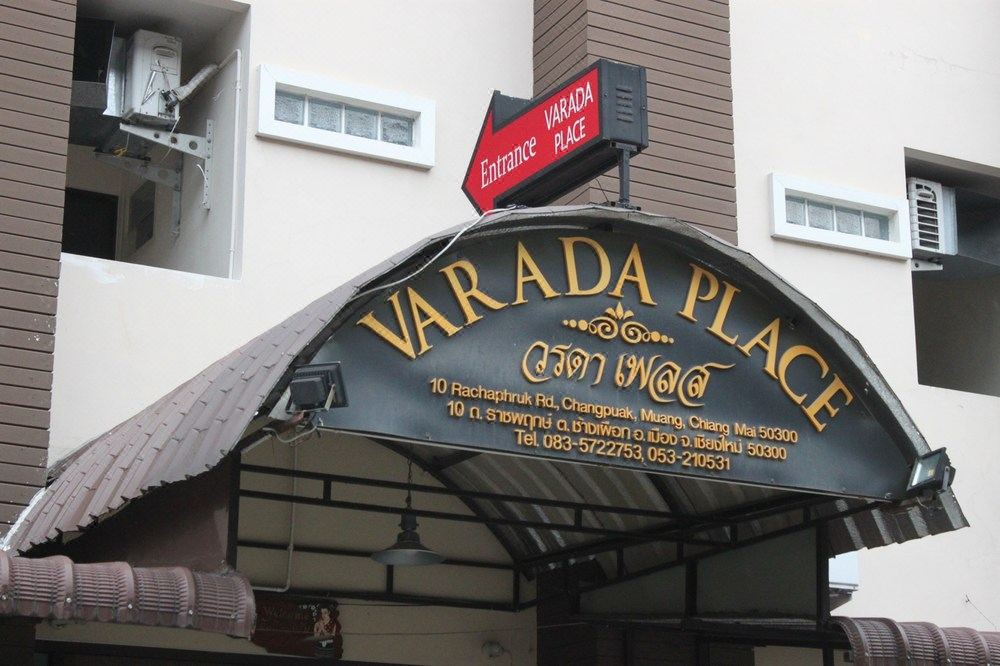 VARADA
Entrance PLACE
VARADA PLACE
วรดา เพลส
10 Rachaphruk Rd., Changpuak, Muang, Chiang Mai 50300
10 ถ. ราชพฤกษ์ ต. ช้างเผือก อ. เมือง จ. เชียงใหม่ 50300
Tel. 083-5722753, 053-210531
Welcome